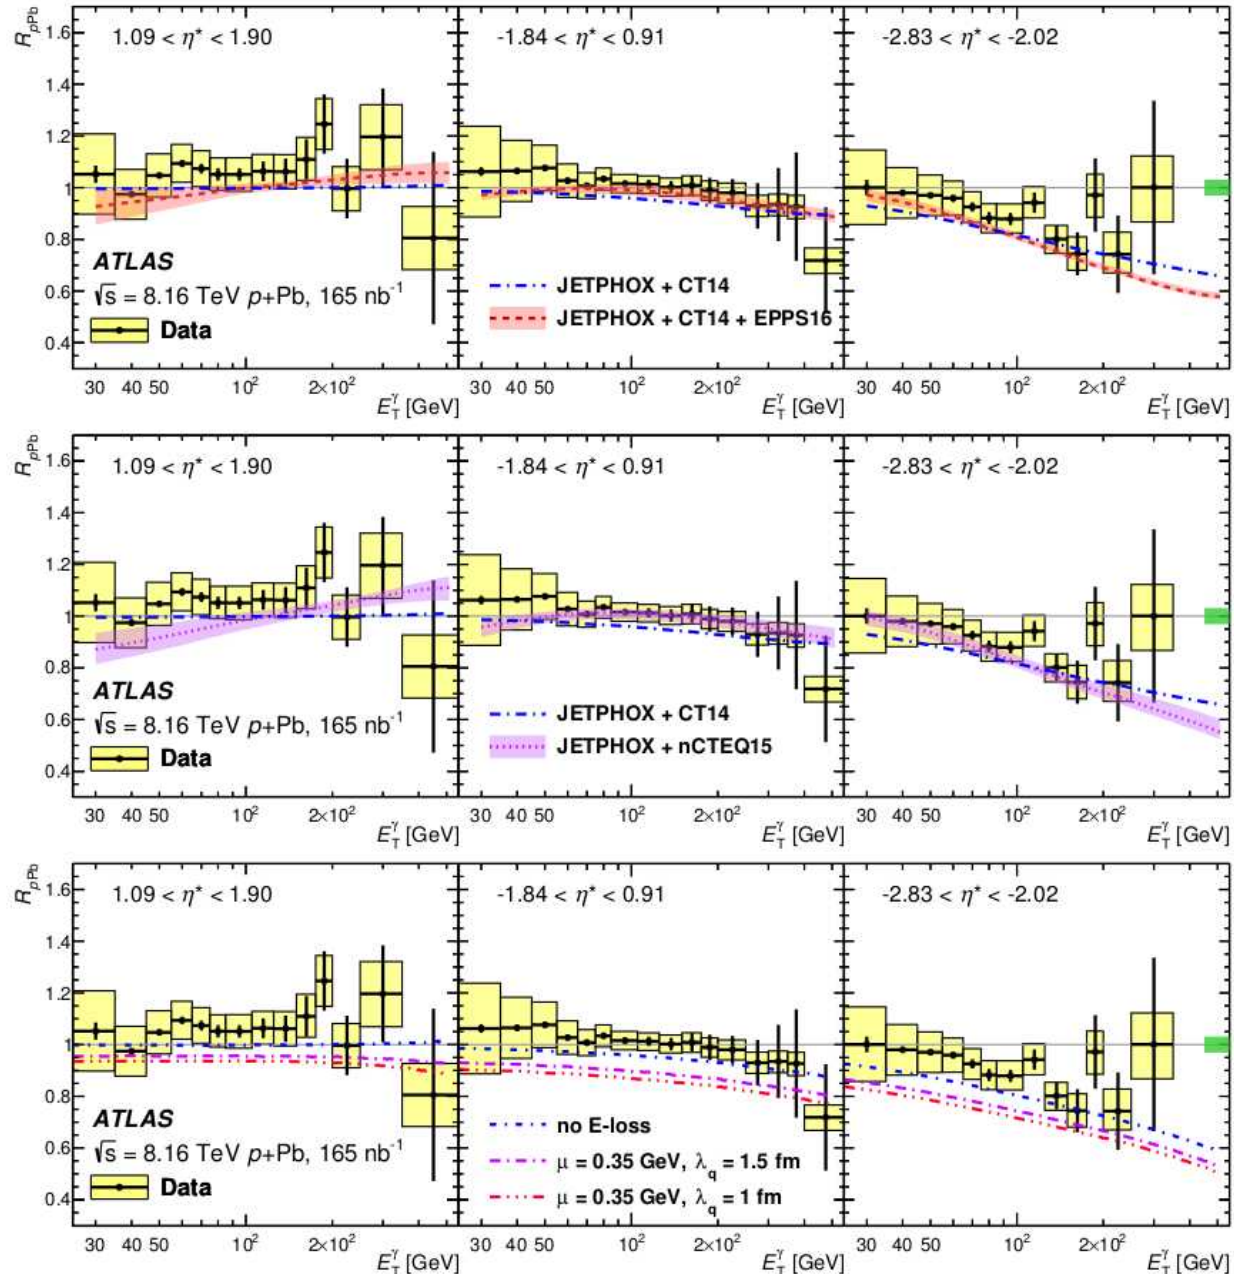 R_pPb
1.09 < η* < 1.90
-1.84 < η* < 0.91
-2.83 < η* < -2.02
1.6
1.4
1.2
1
0.8
0.6
0.4
ATLAS
√s = 8.16 TeV p+Pb, 165 nb⁻¹
Data
JETPHOX + CT14
JETPHOX + CT14 + EPPS16
30 40 50 10² 2×10² 30 40 50 10² 2×10² 30 40 50 10² 2×10²
E_T^γ [GeV] E_T^γ [GeV] E_T^γ [GeV]
R_pPb
1.09 < η* < 1.90
-1.84 < η* < 0.91
-2.83 < η* < -2.02
1.6
1.4
1.2
1
0.8
0.6
0.4
ATLAS
√s = 8.16 TeV p+Pb, 165 nb⁻¹
Data
JETPHOX + CT14
JETPHOX + nCTEQ15
30 40 50 10² 2×10² 30 40 50 10² 2×10² 30 40 50 10² 2×10²
E_T^γ [GeV] E_T^γ [GeV] E_T^γ [GeV]
R_pPb
1.09 < η* < 1.90
-1.84 < η* < 0.91
-2.83 < η* < -2.02
1.6
1.4
1.2
1
0.8
0.6
0.4
ATLAS
√s = 8.16 TeV p+Pb, 165 nb⁻¹
Data
no E-loss
μ = 0.35 GeV, λ_q = 1.5 fm
μ = 0.35 GeV, λ_q = 1 fm
30 40 50 10² 2×10² 30 40 50 10² 2×10² 30 40 50 10² 2×10²
E_T^γ [GeV] E_T^γ [GeV] E_T^γ [GeV]